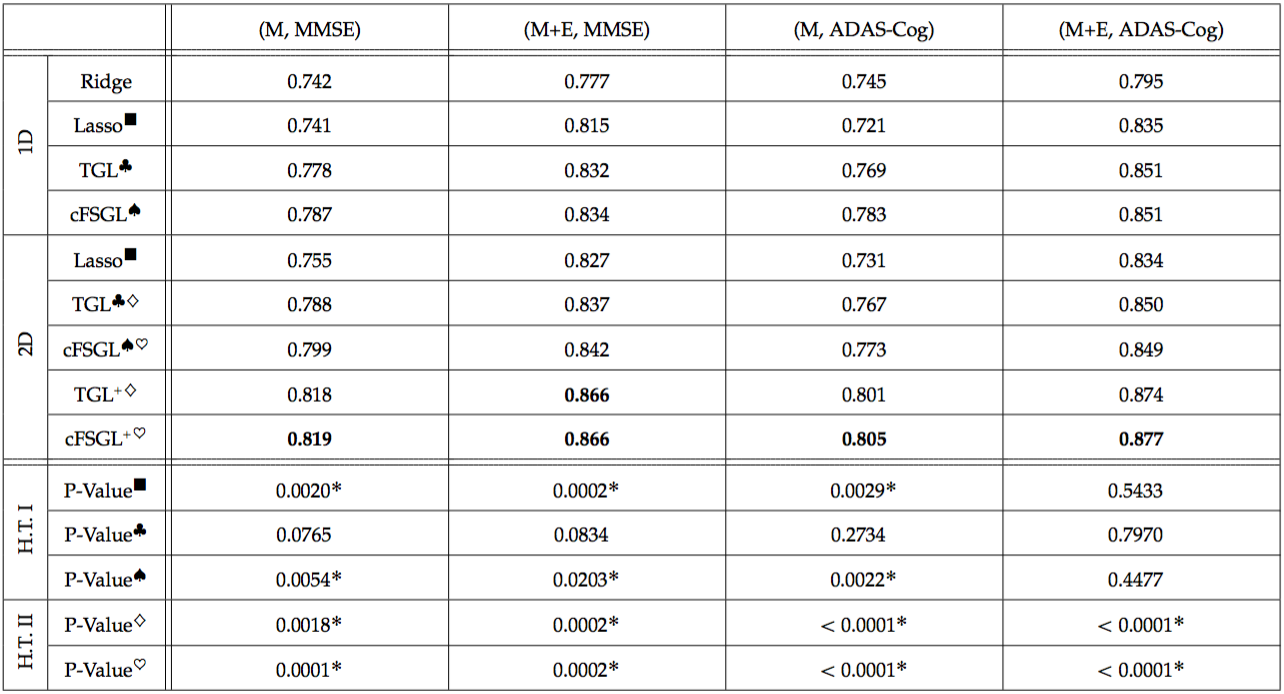 (M, MMSE) (M+E, MMSE) (M, ADAS-Cog) (M+E, ADAS-Cog)
1D
Ridge 0.742 0.777 0.745 0.795
Lasso■ 0.741 0.815 0.721 0.835
TGL♣ 0.778 0.832 0.769 0.851
cFSGL♠ 0.787 0.834 0.783 0.851
2D
Lasso■ 0.755 0.827 0.731 0.834
TGL♣♢ 0.788 0.837 0.767 0.850
cFSGL♠♡ 0.799 0.842 0.773 0.849
TGL+♢ 0.818 0.866 0.801 0.874
cFSGL+♡ 0.819 0.866 0.805 0.877
H.T. I
P-Value■ 0.0020* 0.0002* 0.0029* 0.5433
P-Value♣ 0.0765 0.0834 0.2734 0.7970
P-Value♠ 0.0054* 0.0203* 0.0022* 0.4477
H.T. II
P-Value♢ 0.0018* 0.0002* < 0.0001* < 0.0001*
P-Value♡ 0.0001* 0.0002* < 0.0001* < 0.0001*